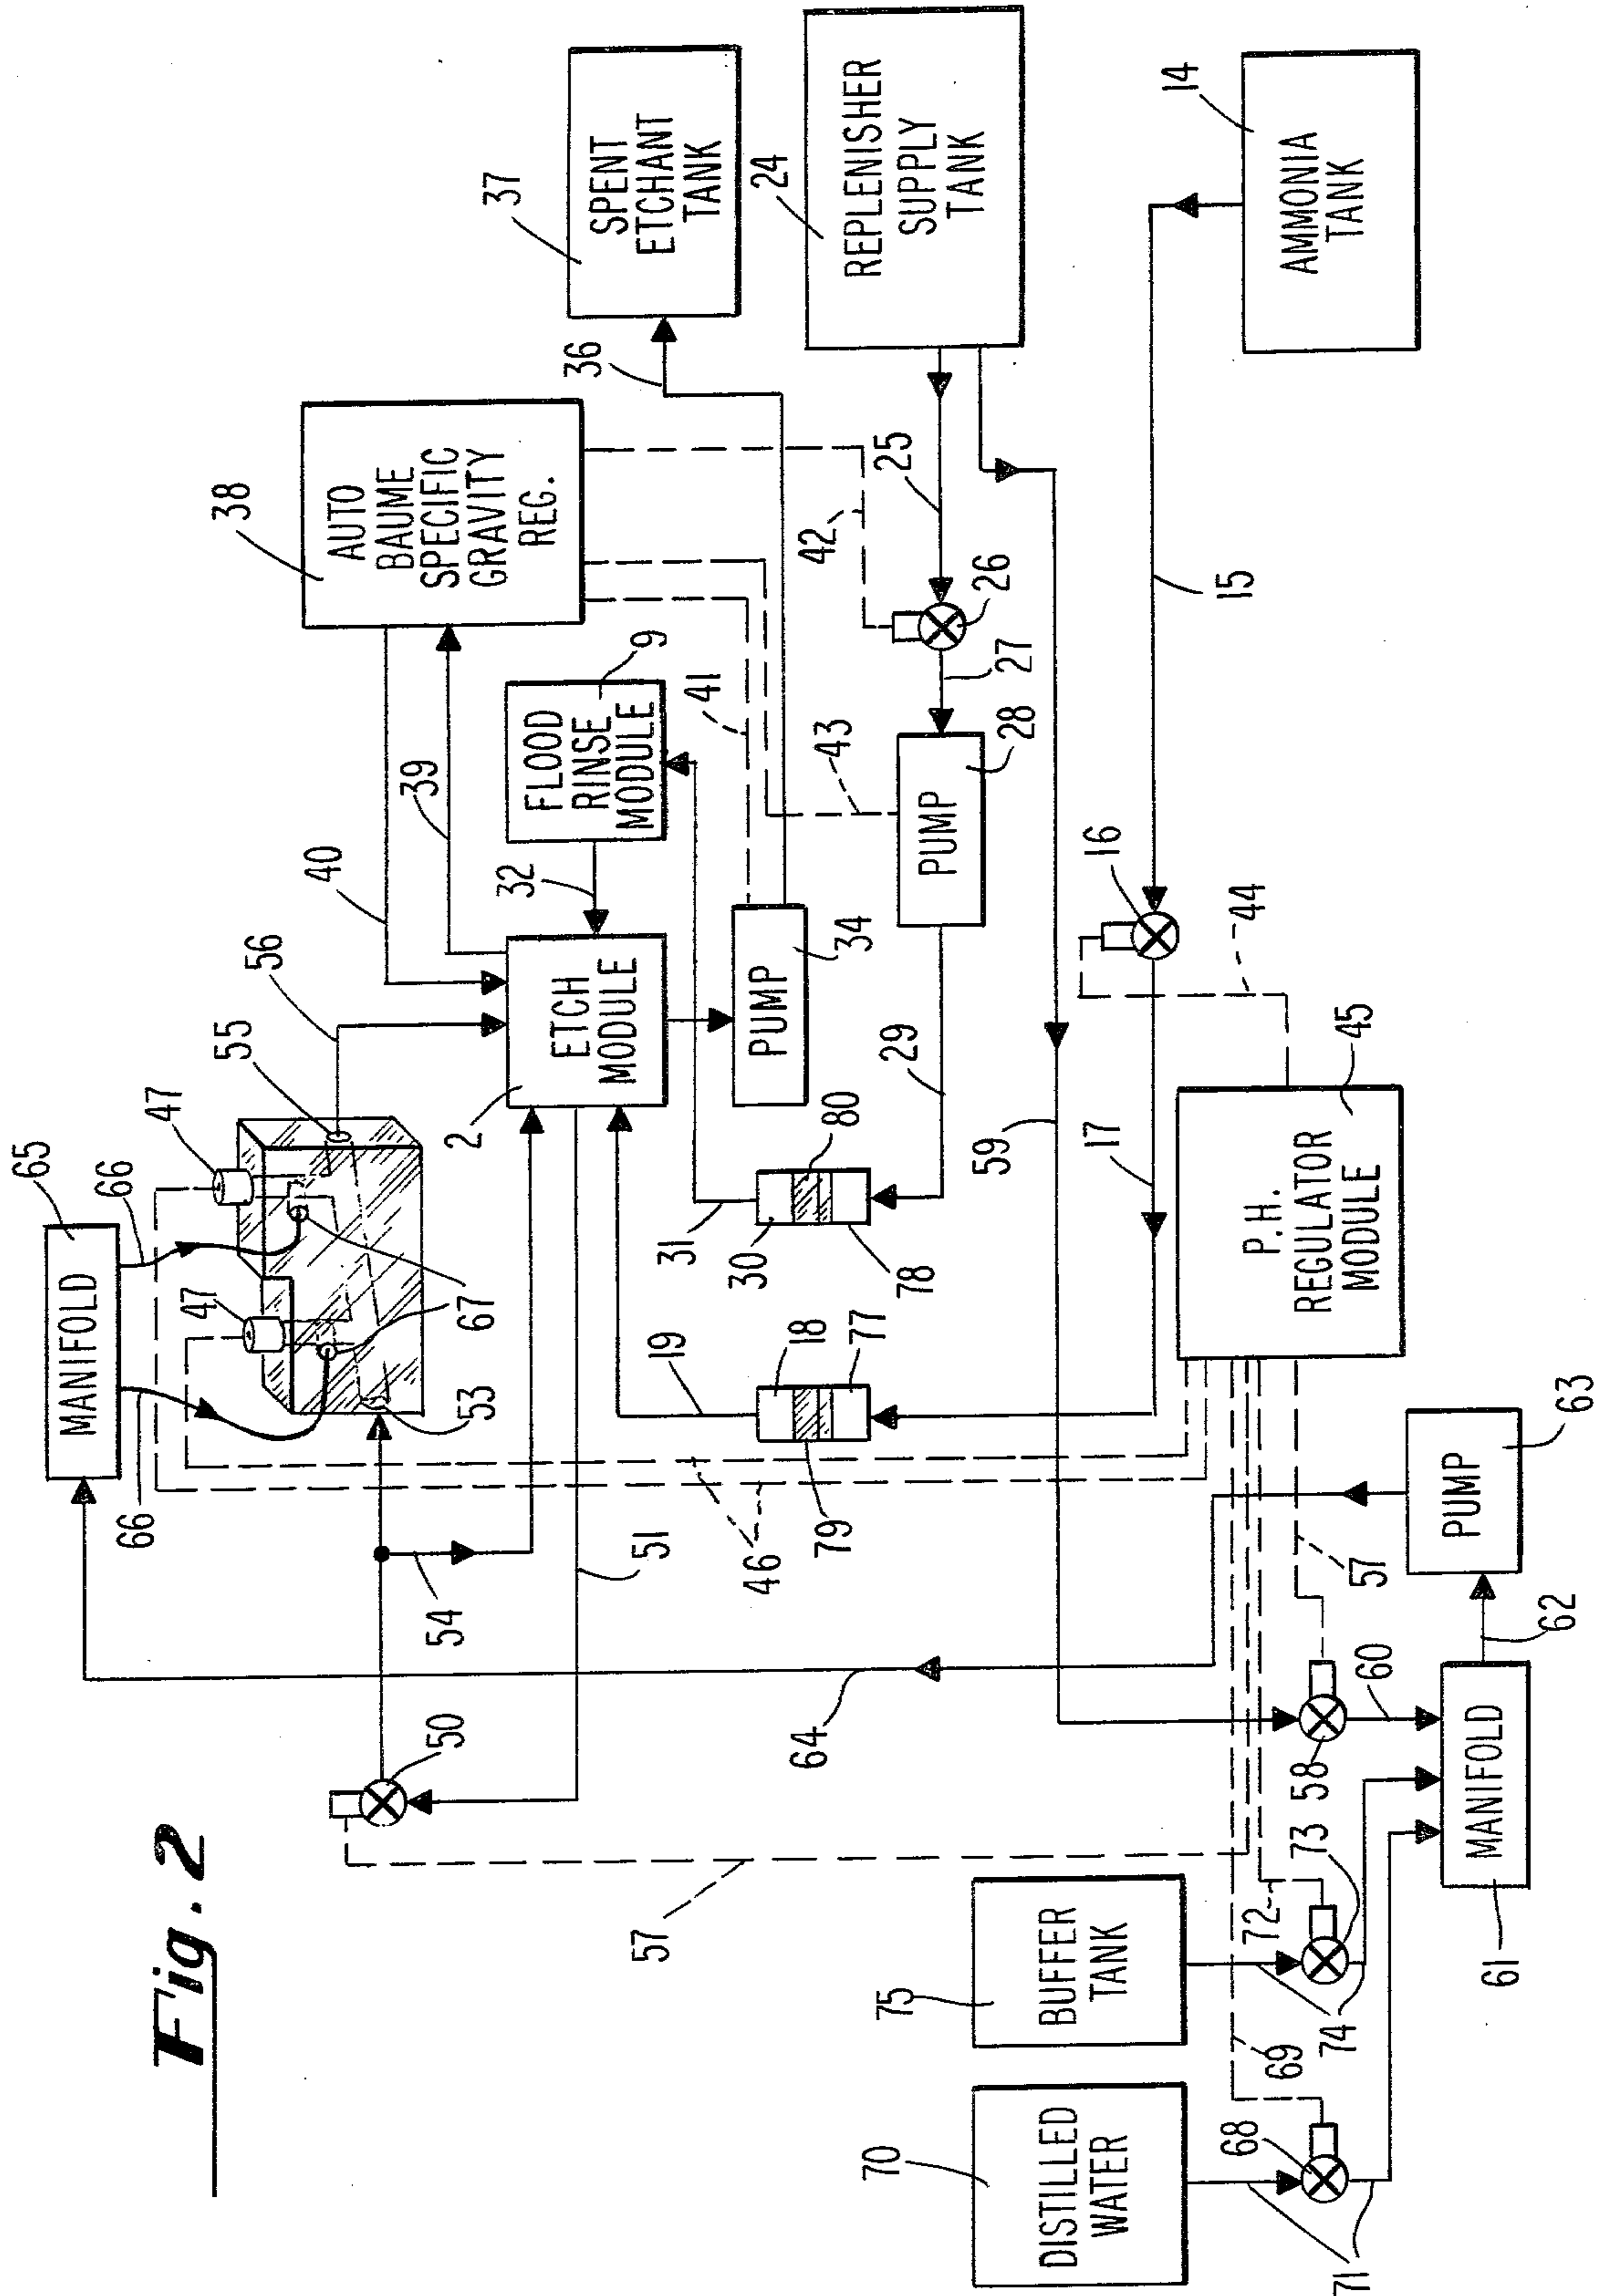 Fig. 2
65
MANIFOLD
66
66
47
47
67
53
55
56
40
39
38
AUTO
BAUME
SPECIFIC
GRAVITY
REG.
37
SPENT
ETCHANT
TANK
36
24
REPLENISHER
SUPPLY
TANK
14
AMMONIA
TANK
9
FLOOD
RINSE
MODULE
32
2
ETCH
MODULE
41
42
43
25
26
27
28
PUMP
34
PUMP
29
15
16
44
17
45
P.H.
REGULATOR
MODULE
31
30
80
78
19
18
77
79
46
59
50
54
51
64
57
57
63
PUMP
62
60
58
61
MANIFOLD
75
BUFFER
TANK
72
73
74
69
70
DISTILLED
WATER
68
71